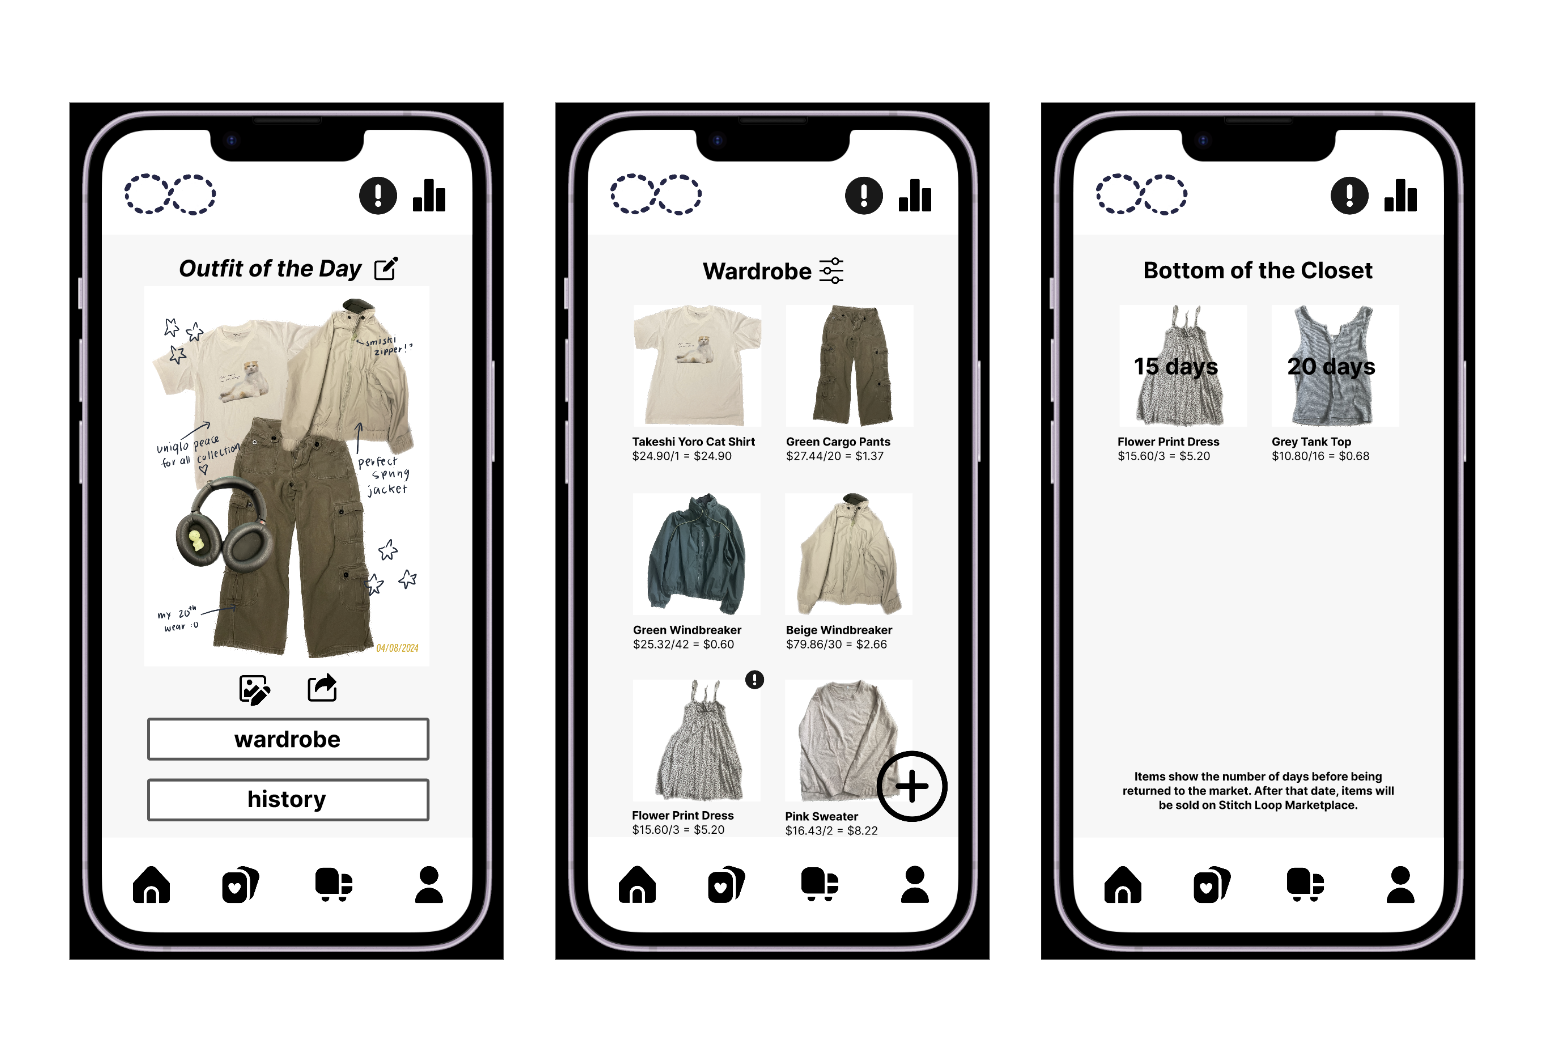 Outfit of the Day
smiski
zipper!?
uniqlo peace
for all collection
perfect
spring
jacket
my 20th
wear :0
04/08/2024
wardrobe
history
Wardrobe
Takeshi Yoro Cat Shirt
$24.90/1 = $24.90
Green Cargo Pants
$27.44/20 = $1.37
Green Windbreaker
$25.32/42 = $0.60
Beige Windbreaker
$79.86/30 = $2.66
Flower Print Dress
$15.60/3 = $5.20
Pink Sweater
$16.43/2 = $8.22
Bottom of the Closet
15 days
20 days
Flower Print Dress
$15.60/3 = $5.20
Grey Tank Top
$10.80/16 = $0.68
Items show the number of days before being
returned to the market. After that date, items will
be sold on Stitch Loop Marketplace.